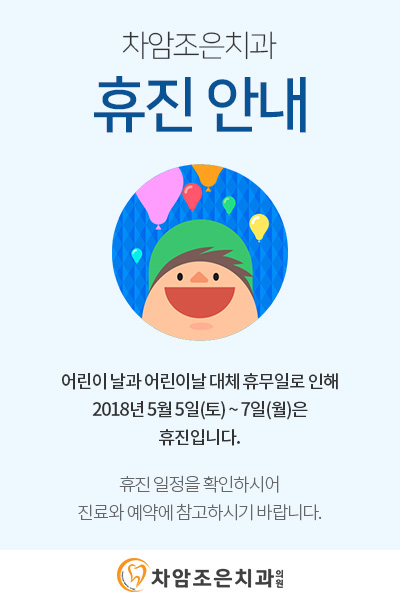 차암조은치과
휴진 안내
어린이 날과 어린이날 대체 휴무일로 인해
2018년 5월 5일(토) ~ 7일(월)은
휴진입니다.
휴진 일정을 확인하시어
진료와 예약에 참고하시기 바랍니다.
차암조은치과의원